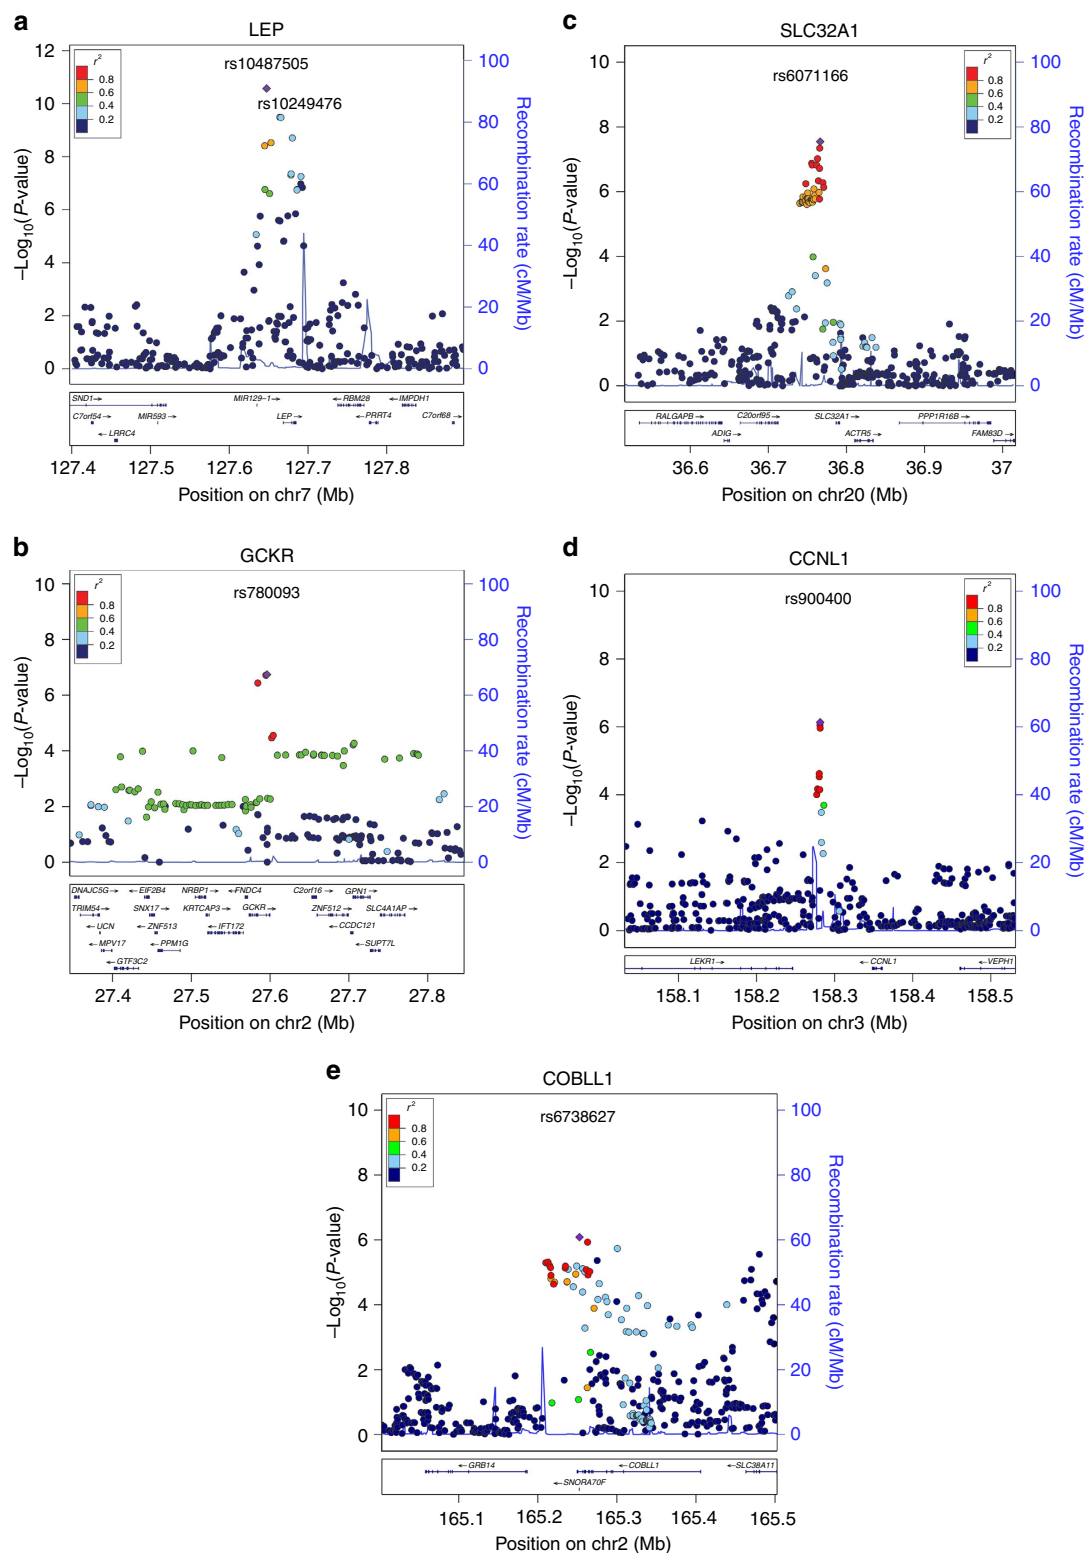 a
LEP
rs10487505
rs10249476
r2
0.8
0.6
0.4
0.2
12
10
8
6
4
2
0
–Log10(P-value)
100
80
60
40
20
0
Recombination rate (cM/Mb)
SND1→ MIR129–1→ ←RBM28 ←IMPDH1
C7orf54→ MIR593→ LEP→ ←PRRT4 C7orf68→
←LRRC4
127.4 127.5 127.6 127.7 127.8
Position on chr7 (Mb)
c
SLC32A1
rs6071166
r2
0.8
0.6
0.4
0.2
10
8
6
4
2
0
–Log10(P-value)
100
80
60
40
20
0
Recombination rate (cM/Mb)
RALGAPB→ C20orf95→ SLC32A1→ PPP1R16B→
ADIG→ ACTR5→ FAM83D→
36.6 36.7 36.8 36.9 37
Position on chr20 (Mb)
b
GCKR
rs780093
r2
0.8
0.6
0.4
0.2
10
8
6
4
2
0
–Log10(P-value)
100
80
60
40
20
0
Recombination rate (cM/Mb)
DNAJC5G→ ←EIF2B4 NRBP1→ ←FNDC4 C2orf16→ GPN1→
TRIM54→ SNX17→ KRTCAP3→ GCKR→ ZNF512→ SLC4A1AP→
←UCN ←ZNF513 ←IFT172 ←CCDC121
←MPV17 ←PPM1G ←SUPT7L
←GTF3C2
27.4 27.5 27.6 27.7 27.8
Position on chr2 (Mb)
d
CCNL1
rs900400
r2
0.8
0.6
0.4
0.2
10
8
6
4
2
0
–Log10(P-value)
100
80
60
40
20
0
Recombination rate (cM/Mb)
LEKR1→ ←CCNL1 ←VEPH1
158.1 158.2 158.3 158.4 158.5
Position on chr3 (Mb)
e
COBLL1
rs6738627
r2
0.8
0.6
0.4
0.2
10
8
6
4
2
0
–Log10(P-value)
100
80
60
40
20
0
Recombination rate (cM/Mb)
←GRB14 ←COBLL1 ←SLC38A11
←SNORA70F
165.1 165.2 165.3 165.4 165.5
Position on chr2 (Mb)